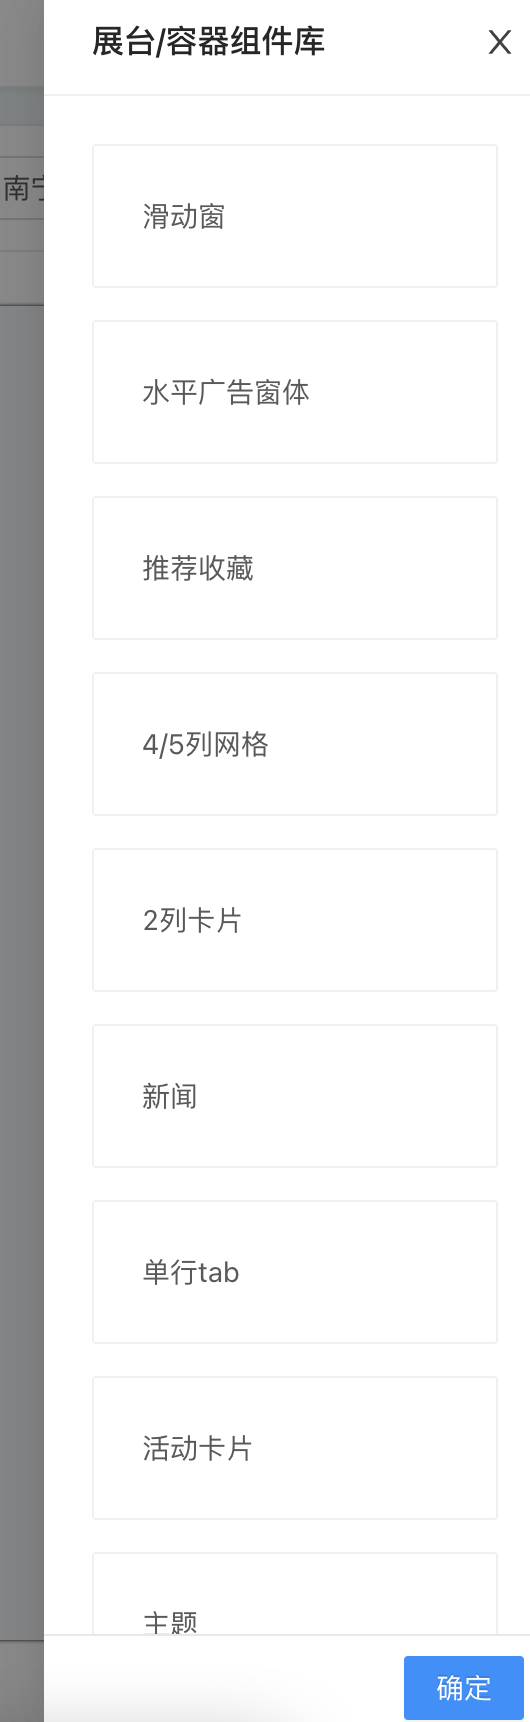 展台/容器组件库
南宁
滑动窗
水平广告窗体
推荐收藏
4/5列网格
2列卡片
新闻
单行tab
活动卡片
主题
确定